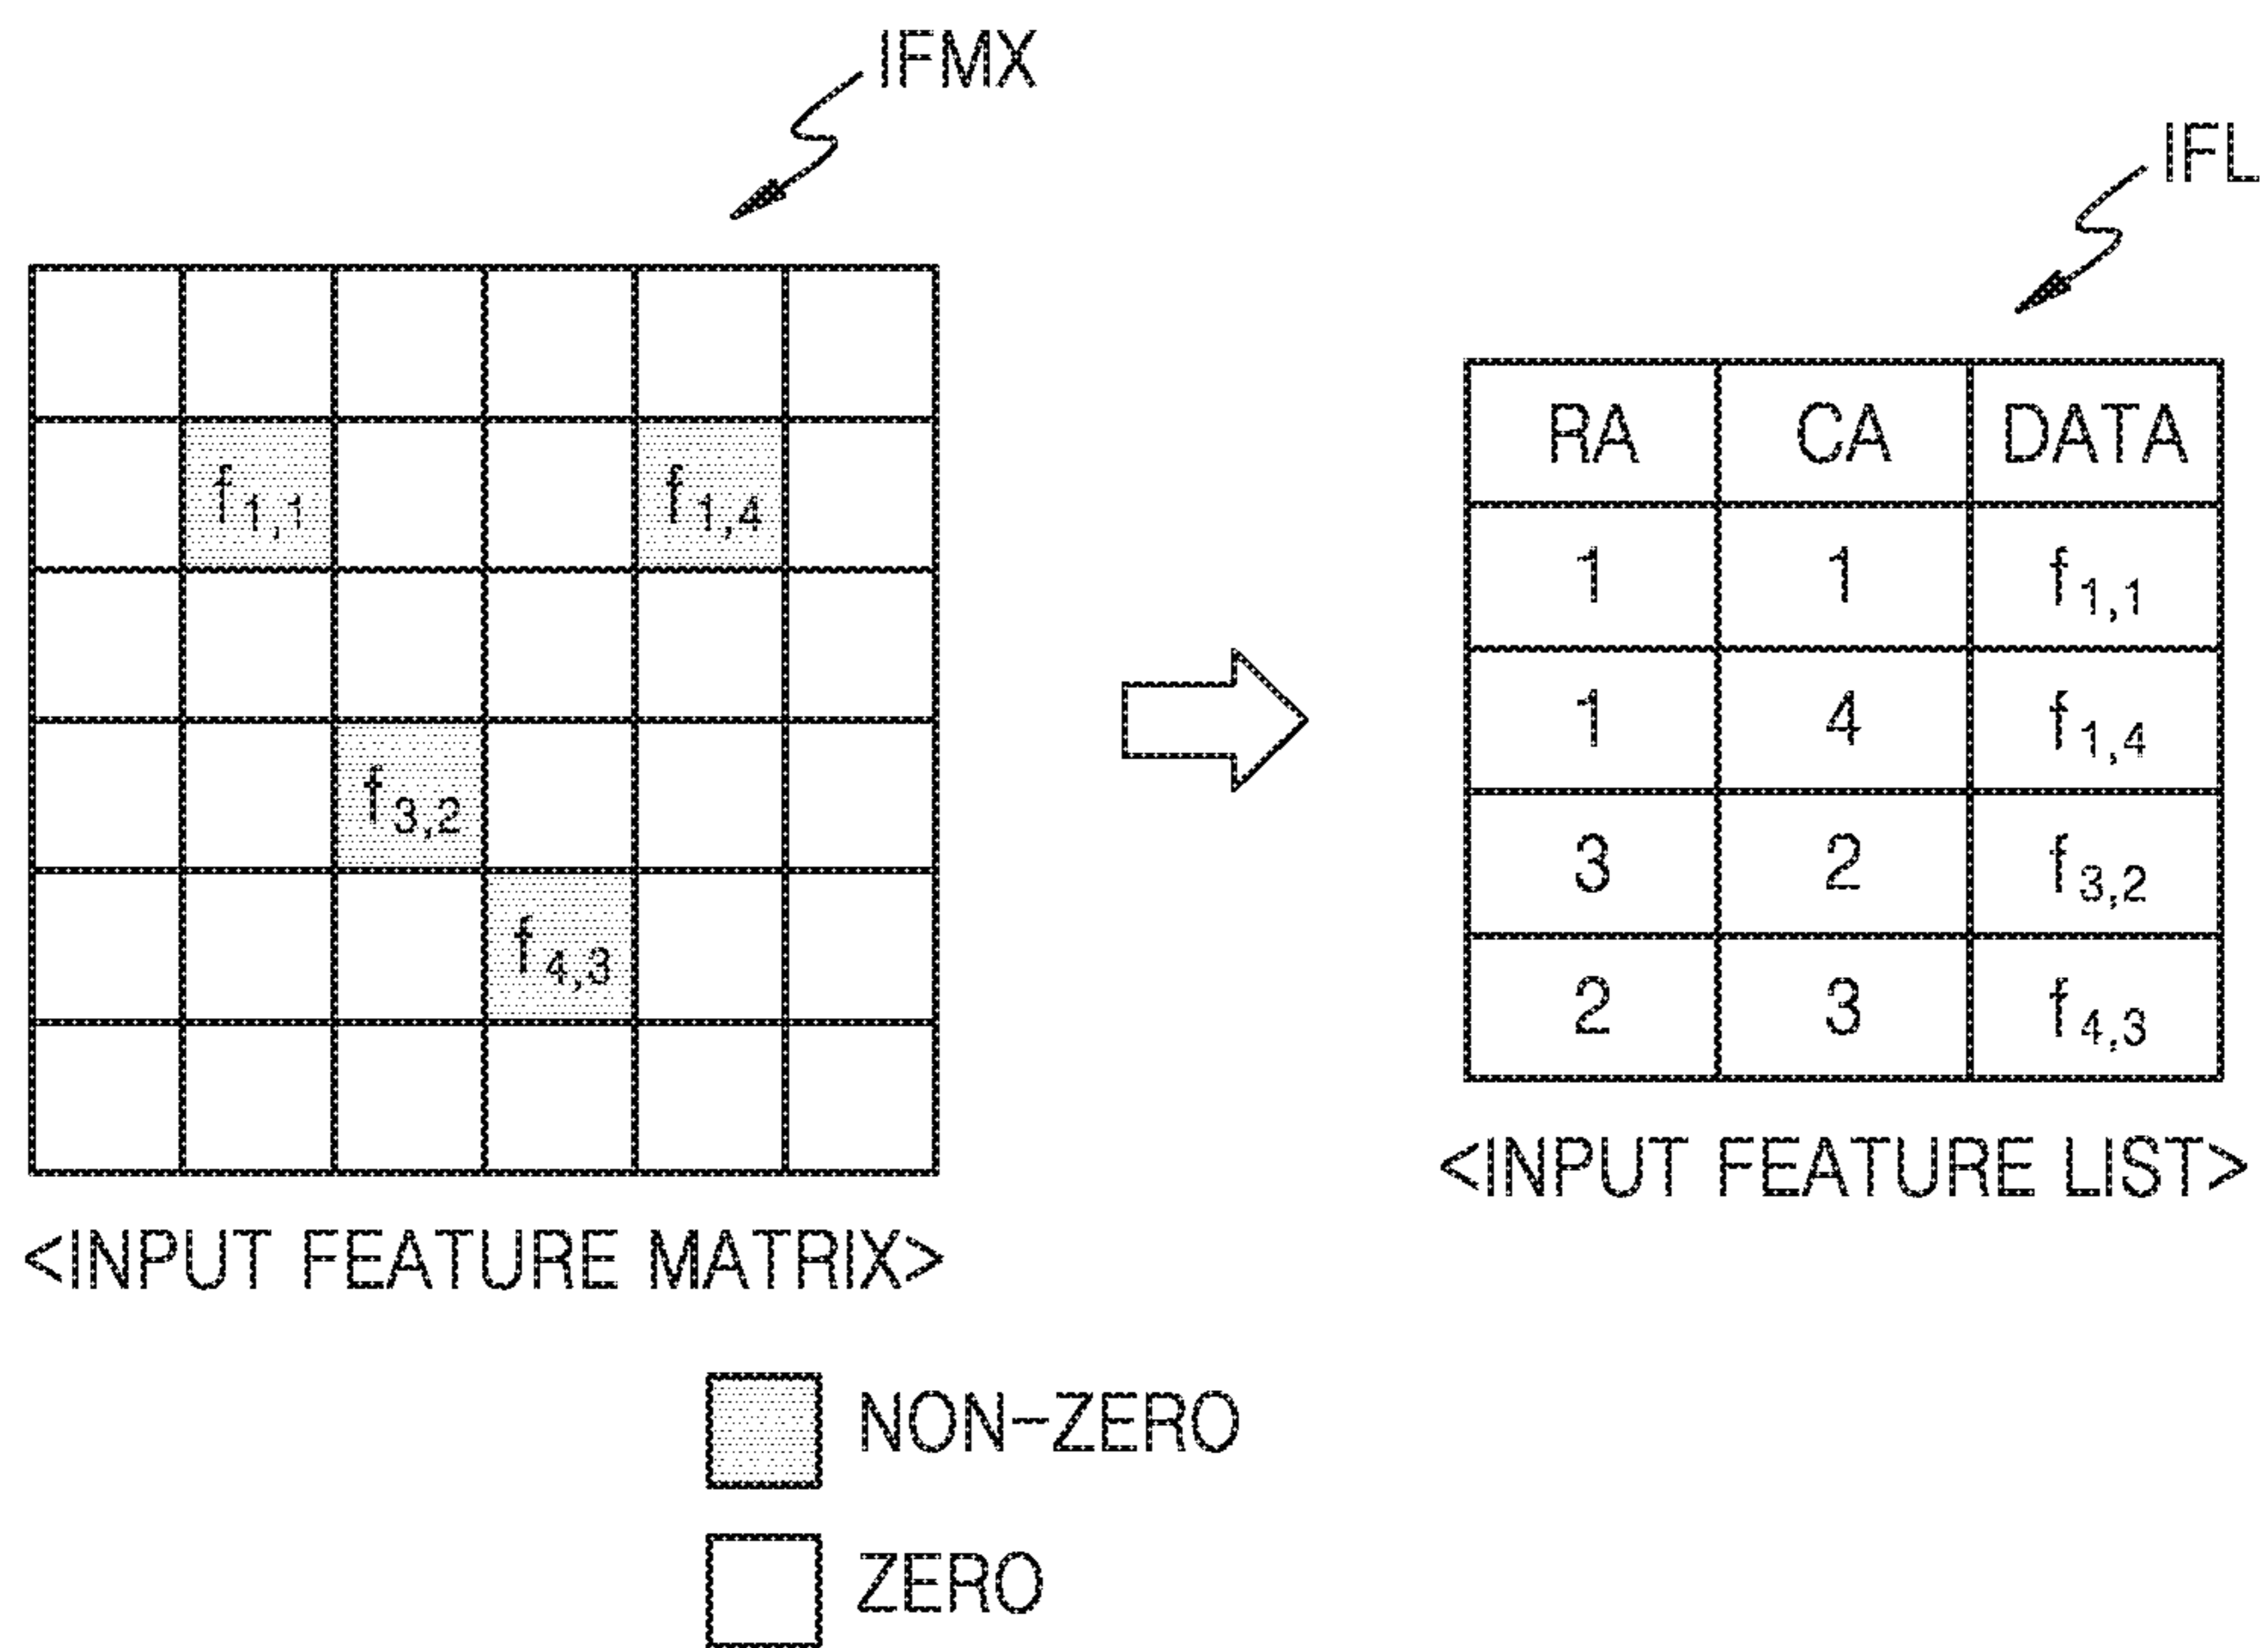 IFMX
IFL
f1,1 f1,4
f3,2
f4,3
<INPUT FEATURE MATRIX>
RA CA DATA
1 1 f1,1
1 4 f1,4
3 2 f3,2
2 3 f4,3
<INPUT FEATURE LIST>
NON-ZERO
ZERO